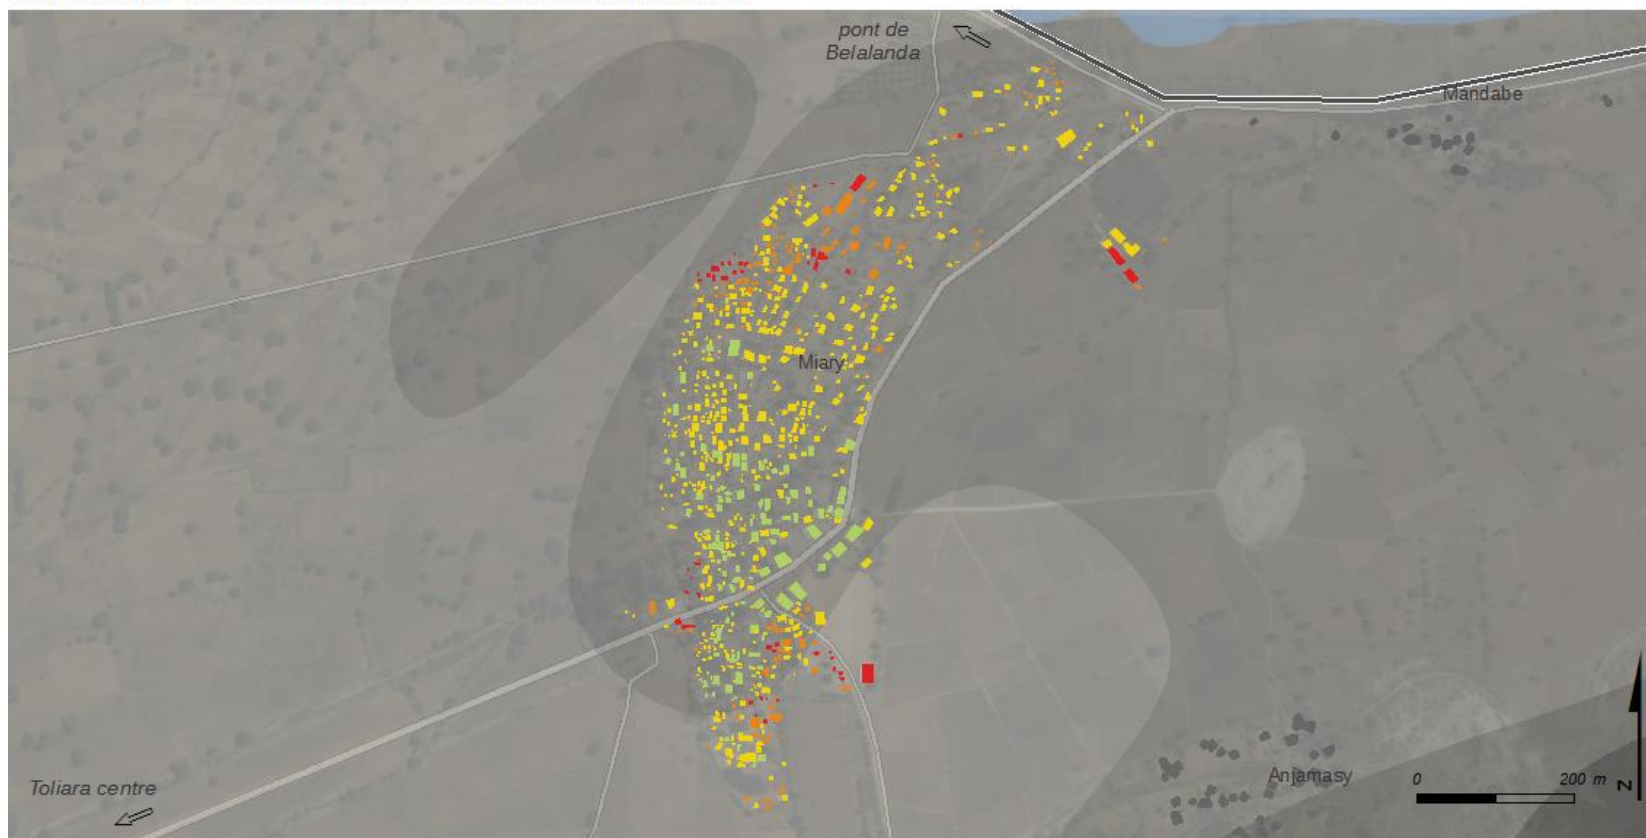 pont de
Belalanda
Mandabe
Miary
Toliara centre
Anjamasy
0 200 m
N